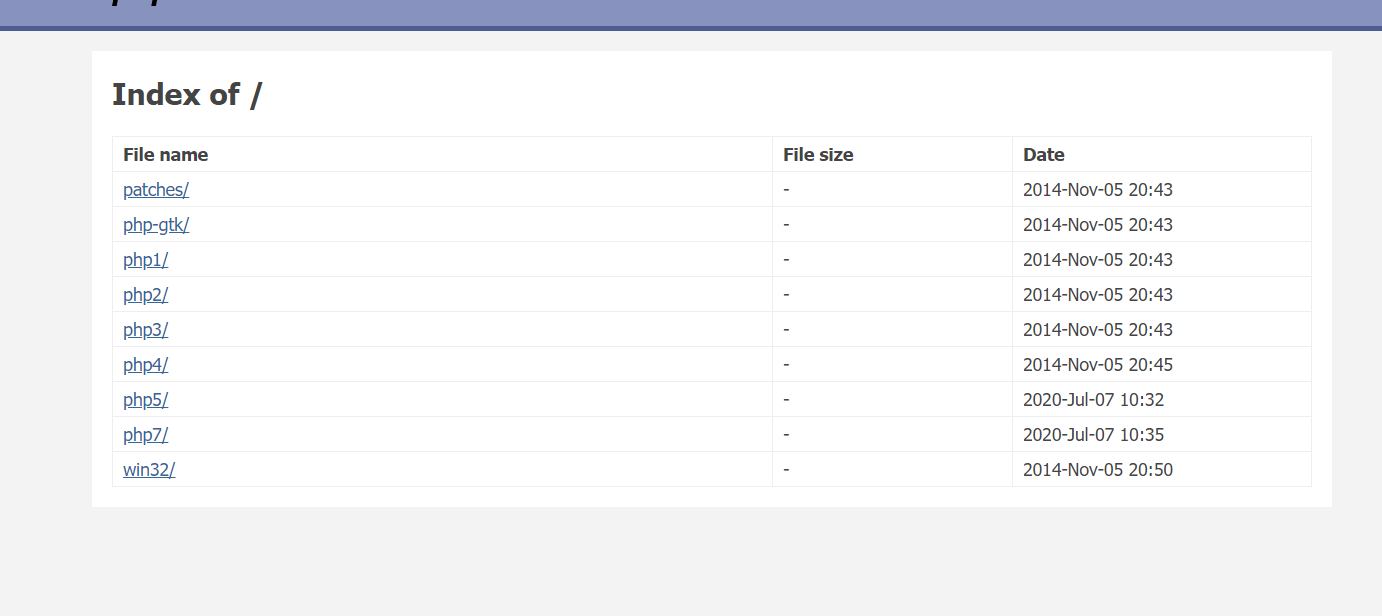 Index of /
File name File size Date
patches/ - 2014-Nov-05 20:43
php-gtk/ - 2014-Nov-05 20:43
php1/ - 2014-Nov-05 20:43
php2/ - 2014-Nov-05 20:43
php3/ - 2014-Nov-05 20:43
php4/ - 2014-Nov-05 20:45
php5/ - 2020-Jul-07 10:32
php7/ - 2020-Jul-07 10:35
win32/ - 2014-Nov-05 20:50